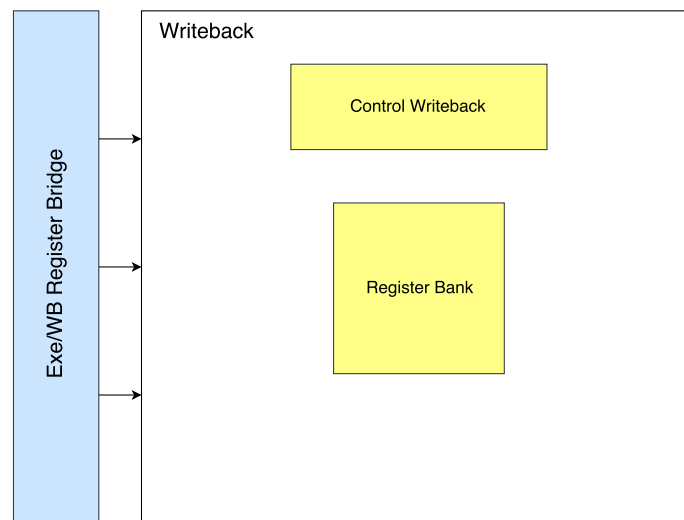 Writeback
Control Writeback
Exe/WB Register Bridge
Register Bank